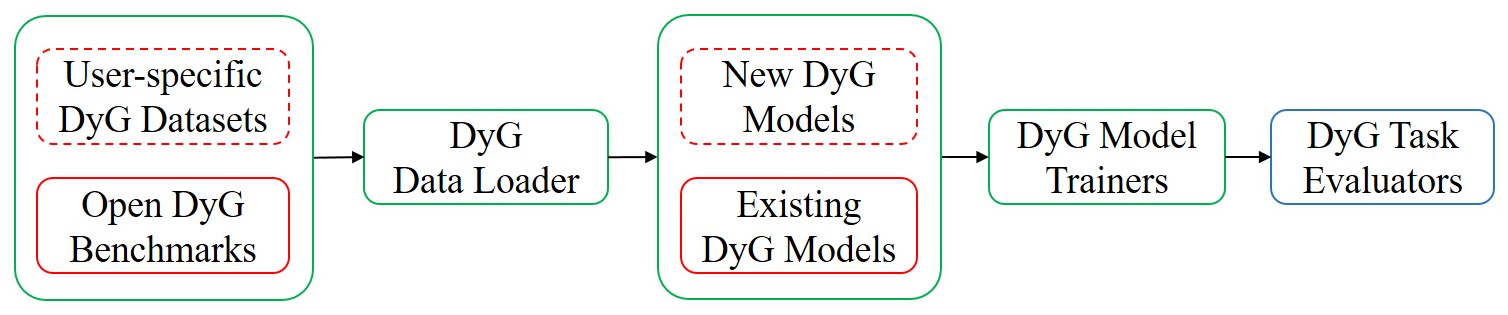 User-specific
DyG Datasets
Open DyG
Benchmarks
DyG
Data Loader
New DyG
Models
Existing
DyG Models
DyG Model
Trainers
DyG Task
Evaluators